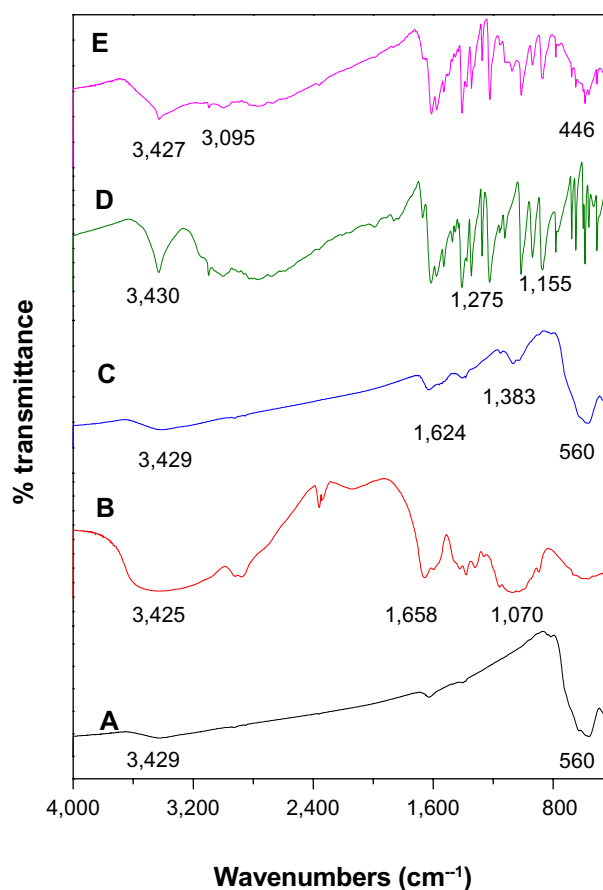 E
3,427
3,095
446
D
3,430
1,275
1,155
C
3,429
1,624
1,383
560
B
3,425
1,658
1,070
A
3,429
560
4,000
3,200
2,400
1,600
800
% transmittance
Wavenumbers (cm⁻¹)